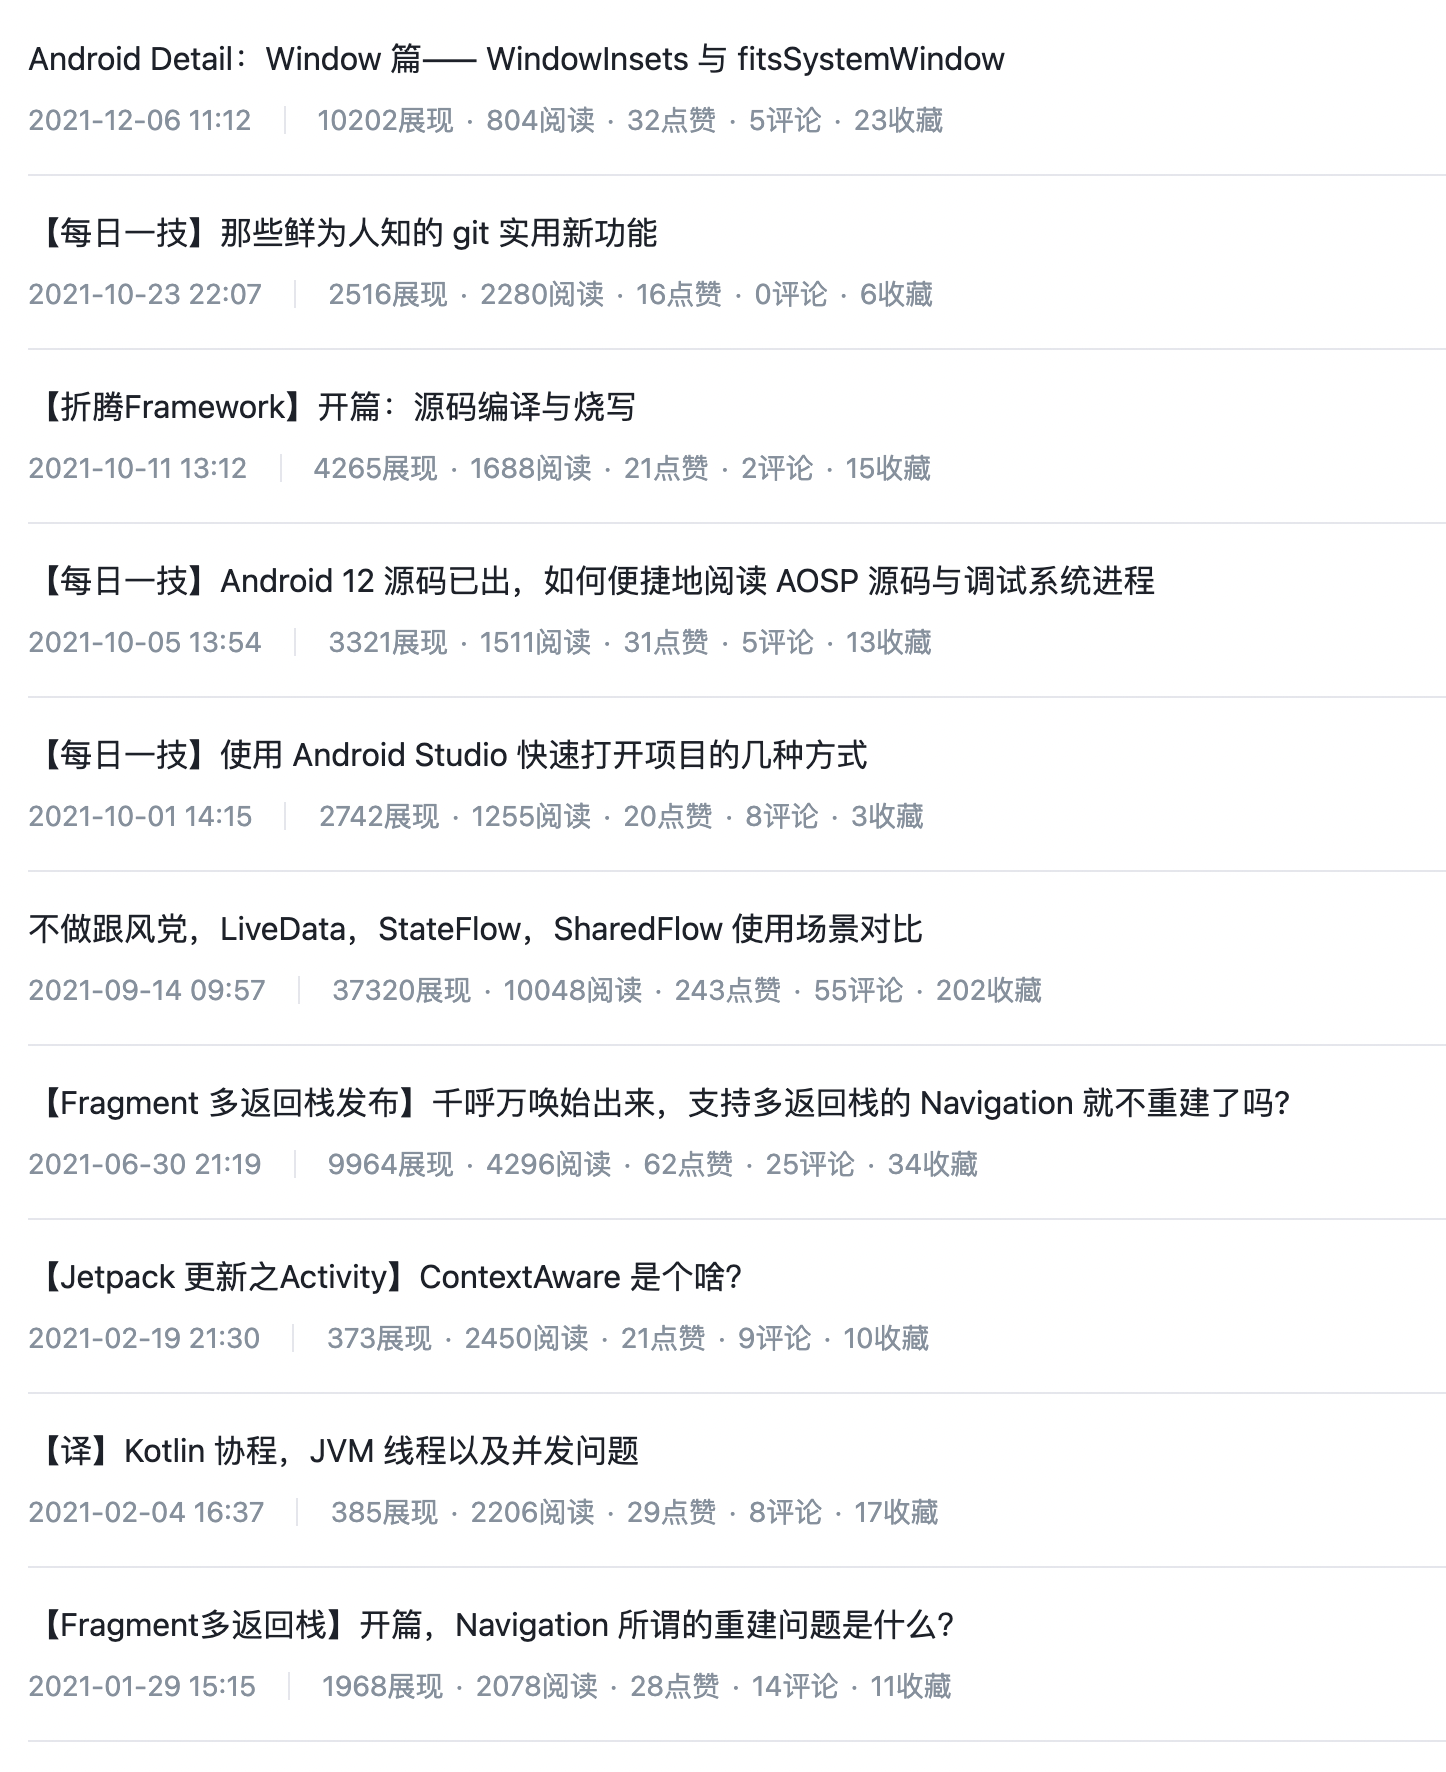 Android Detail：Window 篇—— WindowInsets 与 fitsSystemWindow
2021-12-06 11:12 | 10202展现 · 804阅读 · 32点赞 · 5评论 · 23收藏
【每日一技】那些鲜为人知的 git 实用新功能
2021-10-23 22:07 | 2516展现 · 2280阅读 · 16点赞 · 0评论 · 6收藏
【折腾Framework】开篇：源码编译与烧写
2021-10-11 13:12 | 4265展现 · 1688阅读 · 21点赞 · 2评论 · 15收藏
【每日一技】Android 12 源码已出，如何便捷地阅读 AOSP 源码与调试系统进程
2021-10-05 13:54 | 3321展现 · 1511阅读 · 31点赞 · 5评论 · 13收藏
【每日一技】使用 Android Studio 快速打开项目的几种方式
2021-10-01 14:15 | 2742展现 · 1255阅读 · 20点赞 · 8评论 · 3收藏
不做跟风党，LiveData，StateFlow，SharedFlow 使用场景对比
2021-09-14 09:57 | 37320展现 · 10048阅读 · 243点赞 · 55评论 · 202收藏
【Fragment 多返回栈发布】千呼万唤始出来，支持多返回栈的 Navigation 就不重建了吗?
2021-06-30 21:19 | 9964展现 · 4296阅读 · 62点赞 · 25评论 · 34收藏
【Jetpack 更新之Activity】ContextAware 是个啥?
2021-02-19 21:30 | 373展现 · 2450阅读 · 21点赞 · 9评论 · 10收藏
【译】Kotlin 协程，JVM 线程以及并发问题
2021-02-04 16:37 | 385展现 · 2206阅读 · 29点赞 · 8评论 · 17收藏
【Fragment多返回栈】开篇，Navigation 所谓的重建问题是什么?
2021-01-29 15:15 | 1968展现 · 2078阅读 · 28点赞 · 14评论 · 11收藏